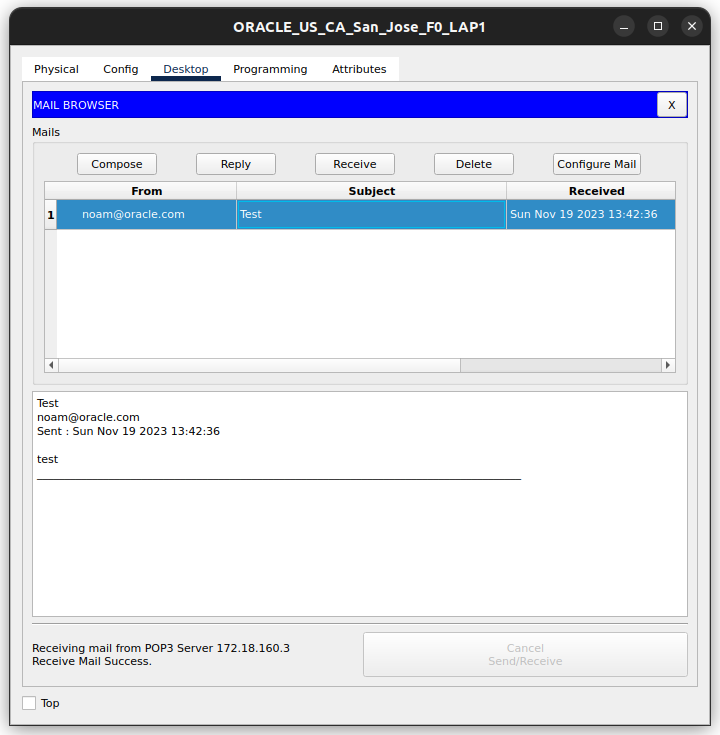 ORACLE_US_CA_San_Jose_F0_LAP1
Physical Config Desktop Programming Attributes
MAIL BROWSER X
Mails
Compose Reply Receive Delete Configure Mail
From Subject Received
1 noam@oracle.com Test Sun Nov 19 2023 13:42:36
Test
noam@oracle.com
Sent : Sun Nov 19 2023 13:42:36
test
Receiving mail from POP3 Server 172.18.160.3
Receive Mail Success.
Cancel
Send/Receive
Top